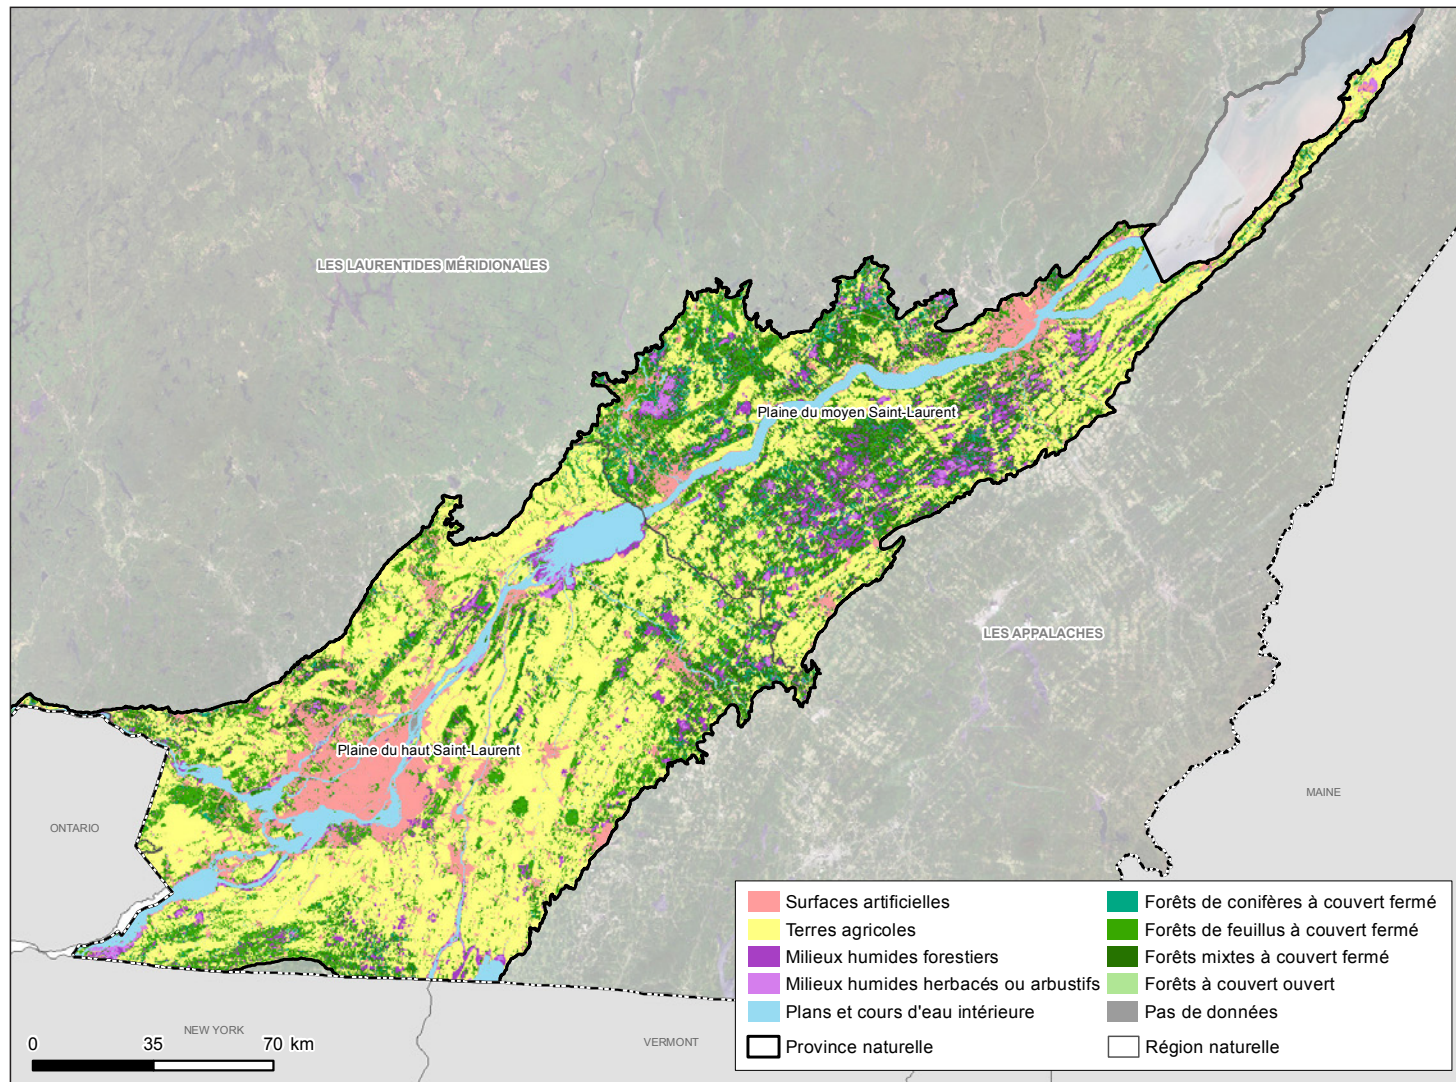 LES LAURENTIDES MÉRIDIONALES
Plaine du moyen Saint-Laurent
LES APPALACHES
Plaine du haut Saint-Laurent
MAINE
ONTARIO
NEW YORK
VERMONT
0 35 70 km
Surfaces artificielles
Terres agricoles
Milieux humides forestiers
Milieux humides herbacés ou arbustifs
Plans et cours d'eau intérieure
Province naturelle
Forêts de conifères à couvert fermé
Forêts de feuillus à couvert fermé
Forêts mixtes à couvert fermé
Forêts à couvert ouvert
Pas de données
Région naturelle